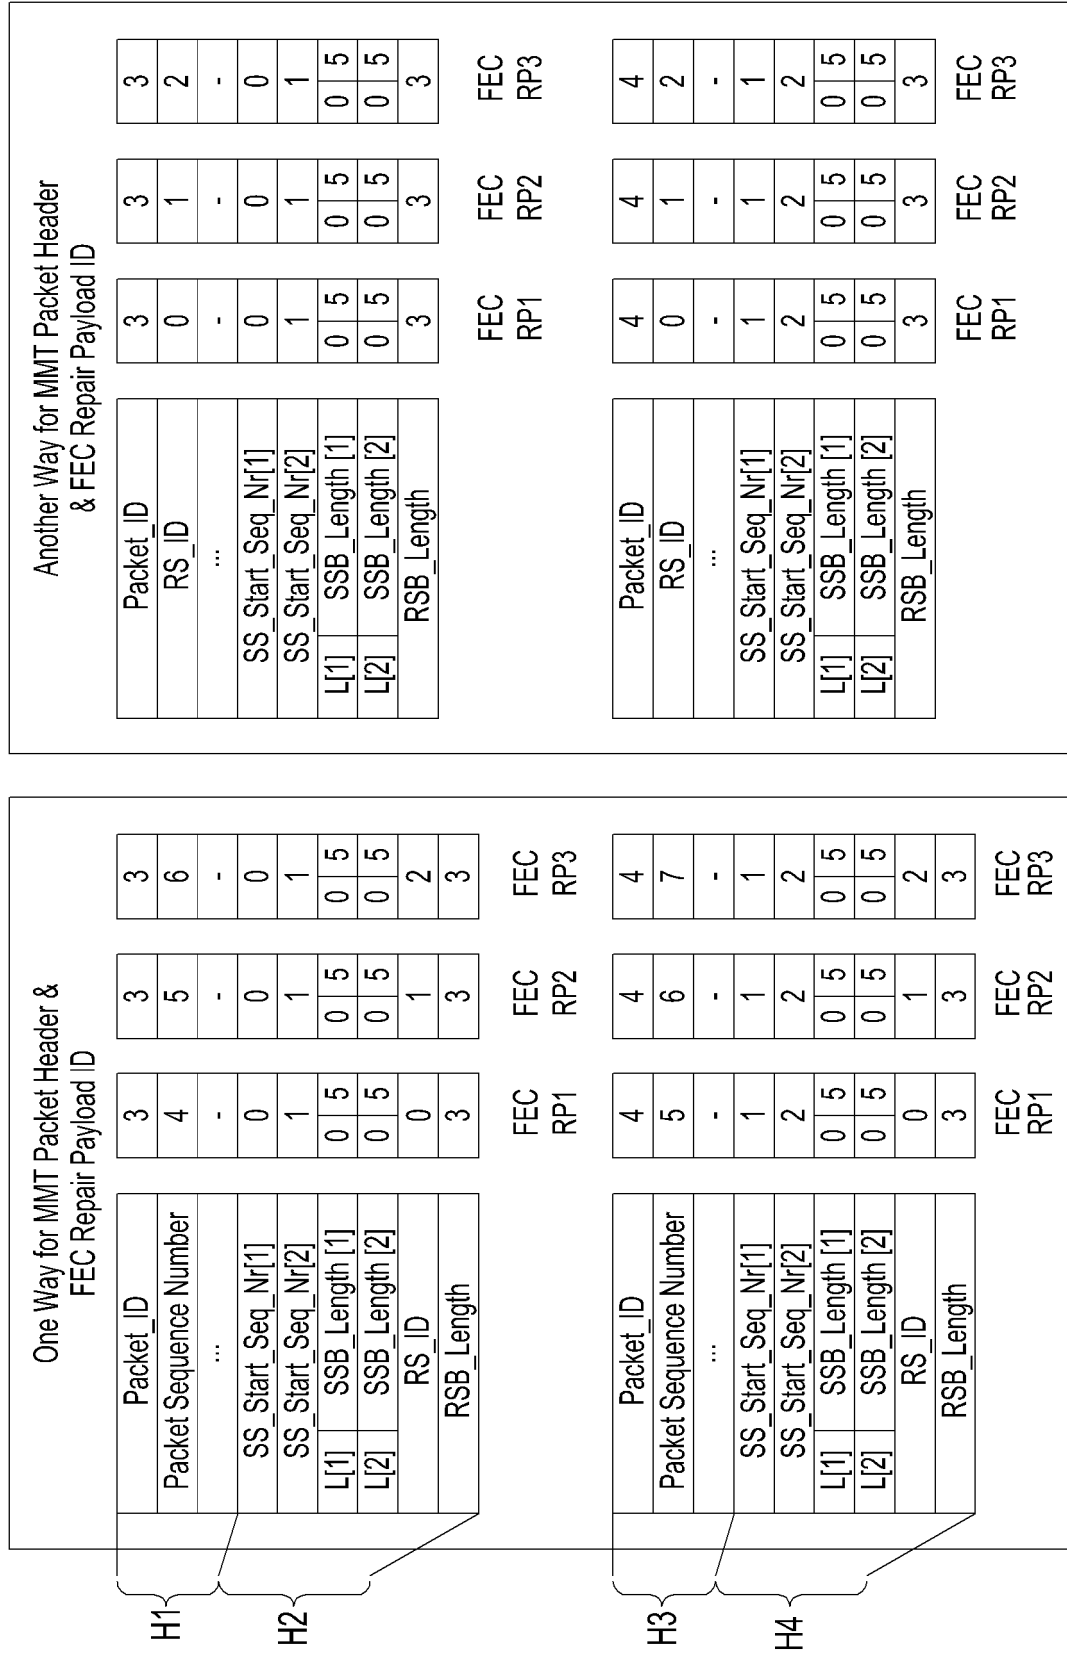 One Way for MMT Packet Header &
FEC Repair Payload ID
H1
H2
Packet_ID 3 3 3
Packet Sequence Number 4 5 6
... - - -
SS_Start_Seq_Nr[1] 0 0 0
SS_Start_Seq_Nr[2] 1 1 1
L[1] SSB_Length [1] 0 5 0 5 0 5
L[2] SSB_Length [2] 0 5 0 5 0 5
RS_ID 0 1 2
RSB_Length 3 3 3
FEC RP1
FEC RP2
FEC RP3
H3
H4
Packet_ID 4 4 4
Packet Sequence Number 5 6 7
... - - -
SS_Start_Seq_Nr[1] 1 1 1
SS_Start_Seq_Nr[2] 2 2 2
L[1] SSB_Length [1] 0 5 0 5 0 5
L[2] SSB_Length [2] 0 5 0 5 0 5
RS_ID 0 1 2
RSB_Length 3 3 3
FEC RP1
FEC RP2
FEC RP3
Another Way for MMT Packet Header
& FEC Repair Payload ID
Packet_ID 3 3 3
RS_ID 0 1 2
... - - -
SS_Start_Seq_Nr[1] 0 0 0
SS_Start_Seq_Nr[2] 1 1 1
L[1] SSB_Length [1] 0 5 0 5 0 5
L[2] SSB_Length [2] 0 5 0 5 0 5
RSB_Length 3 3 3
FEC RP1
FEC RP2
FEC RP3
Packet_ID 4 4 4
RS_ID 0 1 2
... - - -
SS_Start_Seq_Nr[1] 1 1 1
SS_Start_Seq_Nr[2] 2 2 2
L[1] SSB_Length [1] 0 5 0 5 0 5
L[2] SSB_Length [2] 0 5 0 5 0 5
RSB_Length 3 3 3
FEC RP1
FEC RP2
FEC RP3